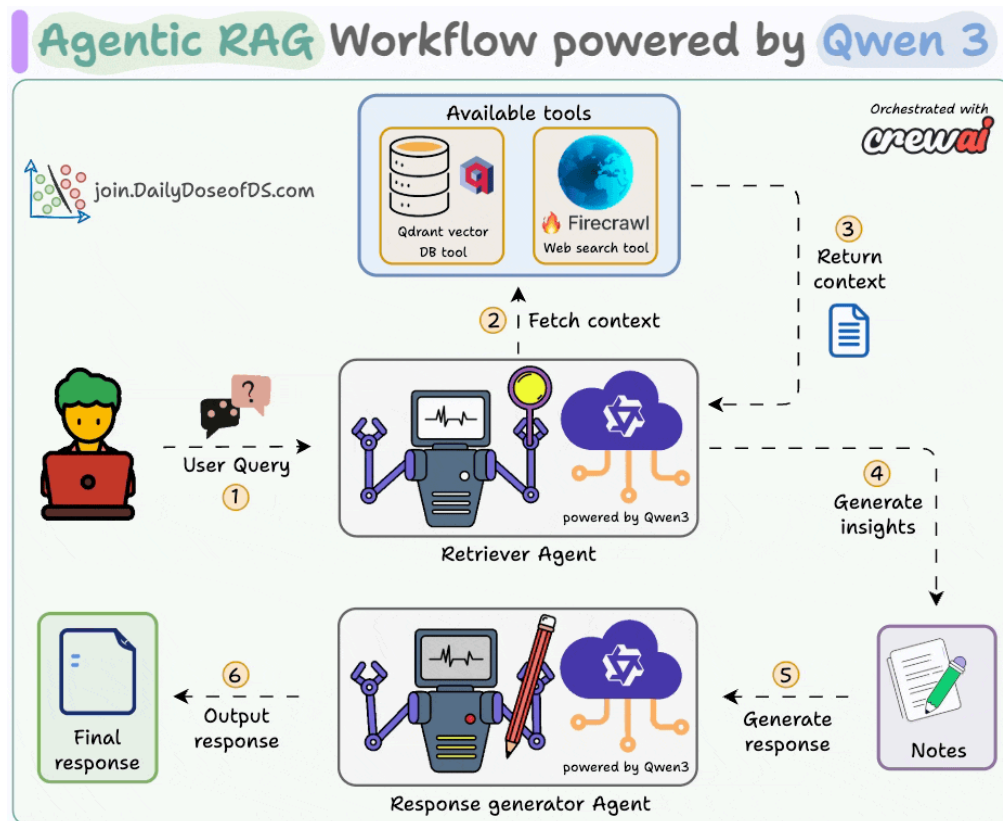 Agentic RAG Workflow powered by Qwen 3
Available tools
Orchestrated with
crewai
join.DailyDoseofDS.com
Qdrant vector
DB tool
Firecrawl
Web search tool
3
Return
context
2 Fetch context
?
User Query
1
powered by Qwen3
Retriever Agent
4
Generate
insights
6
Output
response
Final
response
powered by Qwen3
Response generator Agent
5
Generate
response
Notes